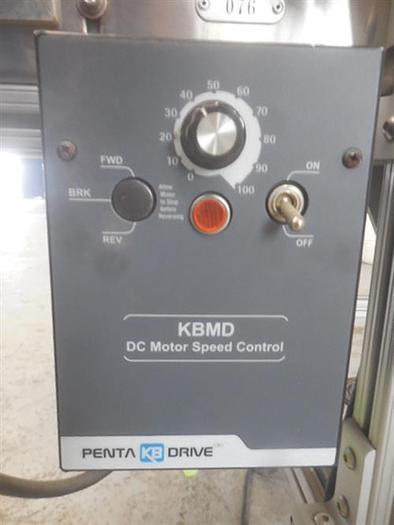 076
50
40
60
30
70
20
80
10
90
0
100
FWD
BRK
REV
Allow
Motor
to Stop
before
Reversing
ON
OFF
KBMD
DC Motor Speed Control
PENTA KB DRIVE